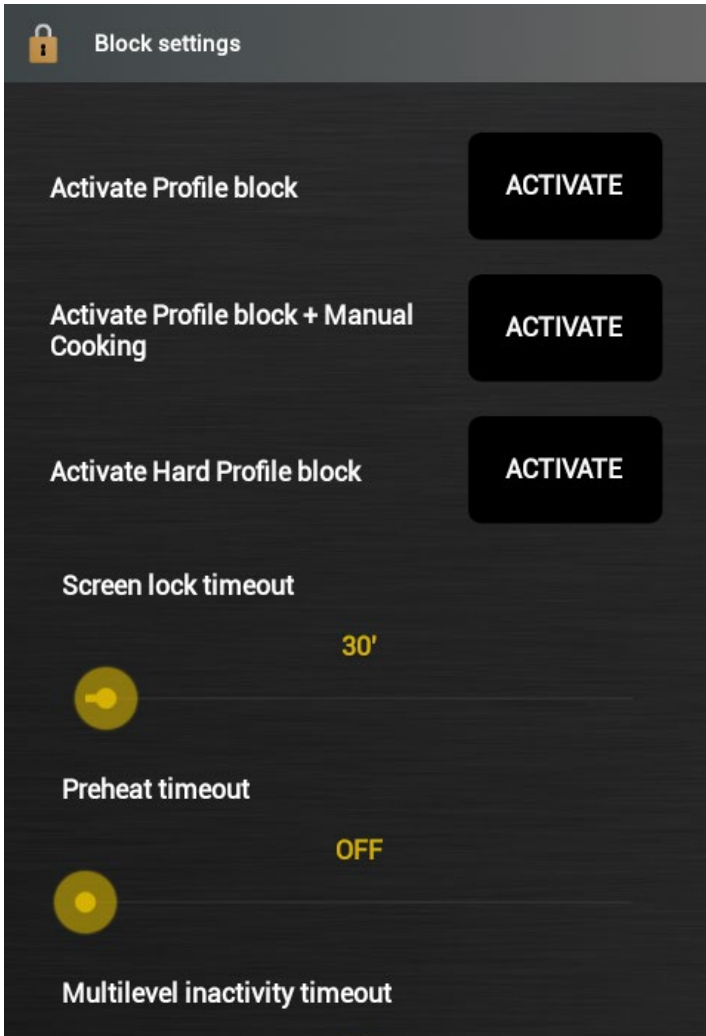 Block settings
Activate Profile block
ACTIVATE
Activate Profile block + Manual
Cooking
ACTIVATE
Activate Hard Profile block
ACTIVATE
Screen lock timeout
30'
Preheat timeout
OFF
Multilevel inactivity timeout